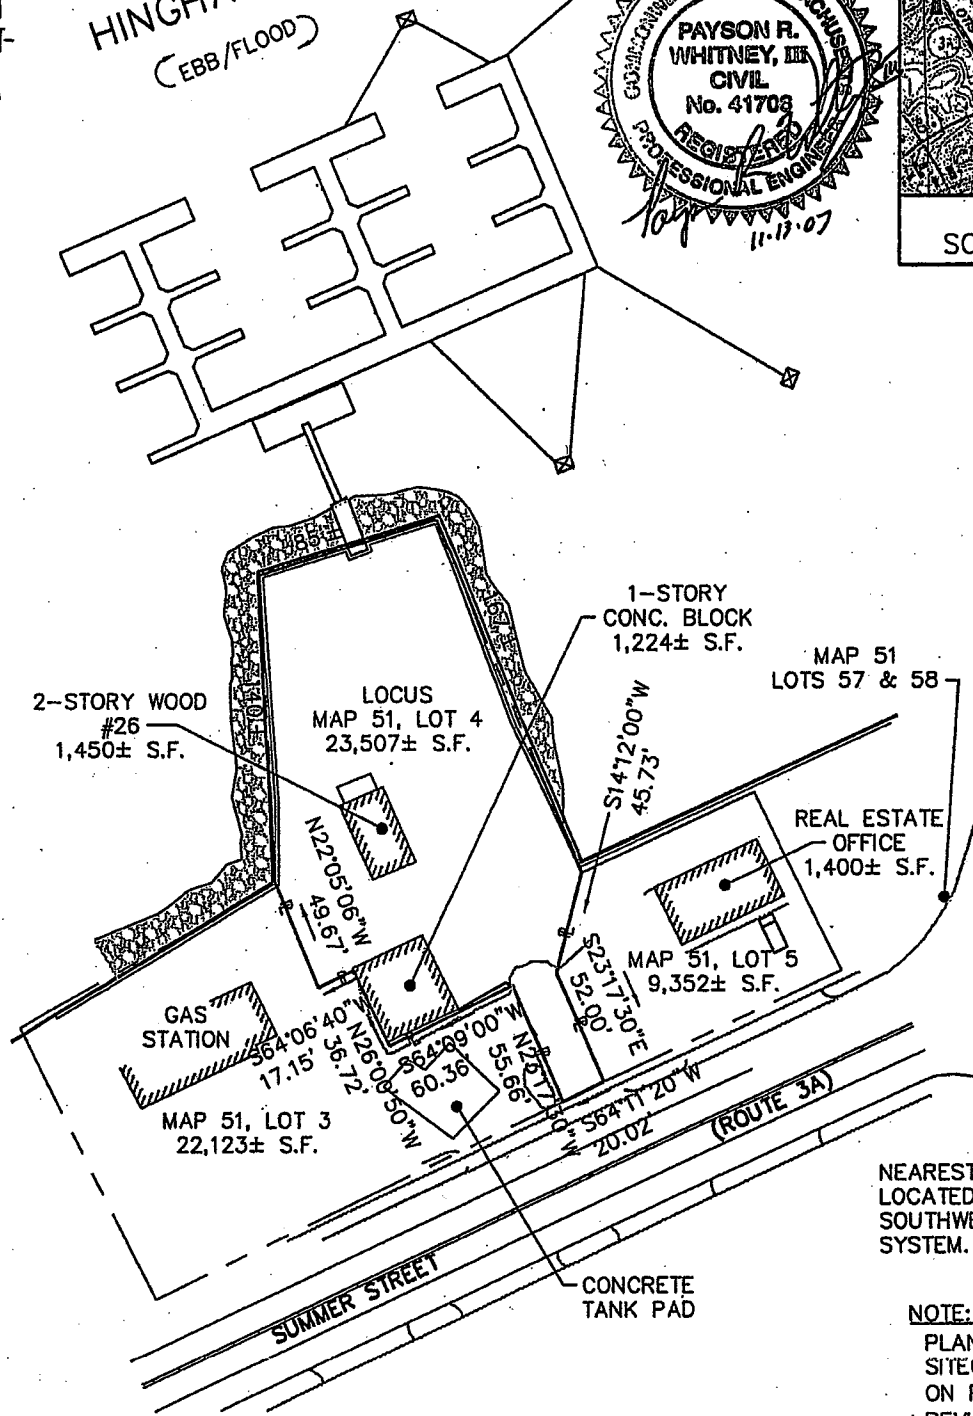 HINGHA
(EBB/FLOOD)
PAYSON R.
WHITNEY, III
CIVIL
No. 41708
REGISTERED
PROFESSIONAL ENGINEER
11.13.07
SC
85'±
167'±
140'±
1-STORY
CONC. BLOCK
1,224± S.F.
MAP 51
LOTS 57 & 58
2-STORY WOOD
#26
1,450± S.F.
LOCUS
MAP 51, LOT 4
23,507± S.F.
S14°12'00"W
45.73'
REAL ESTATE
OFFICE
1,400± S.F.
N22°05'06"W
49.67'
S23°17'30"E
52.00'
MAP 51, LOT 5
9,352± S.F.
GAS
STATION
S64°06'40"W
17.15'
N26°00'50"W
36.72'
S64°09'00"W
60.36'
55.66'
S64°11'20"W
20.02'
MAP 51, LOT 3
22,123± S.F.
(ROUTE 3A)
SUMMER STREET
CONCRETE
TANK PAD
NEAREST
LOCATED
SOUTHWE
SYSTEM.
NOTE:
PLAN
SITE
ON